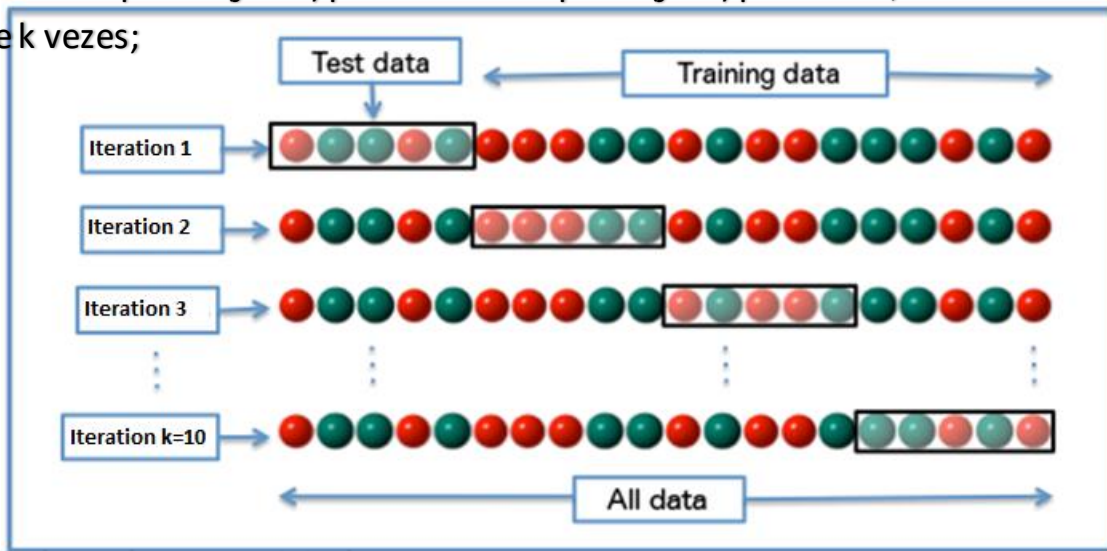 e k vezes;
Test data
Training data
Iteration 1
Iteration 2
Iteration 3
Iteration k=10
All data